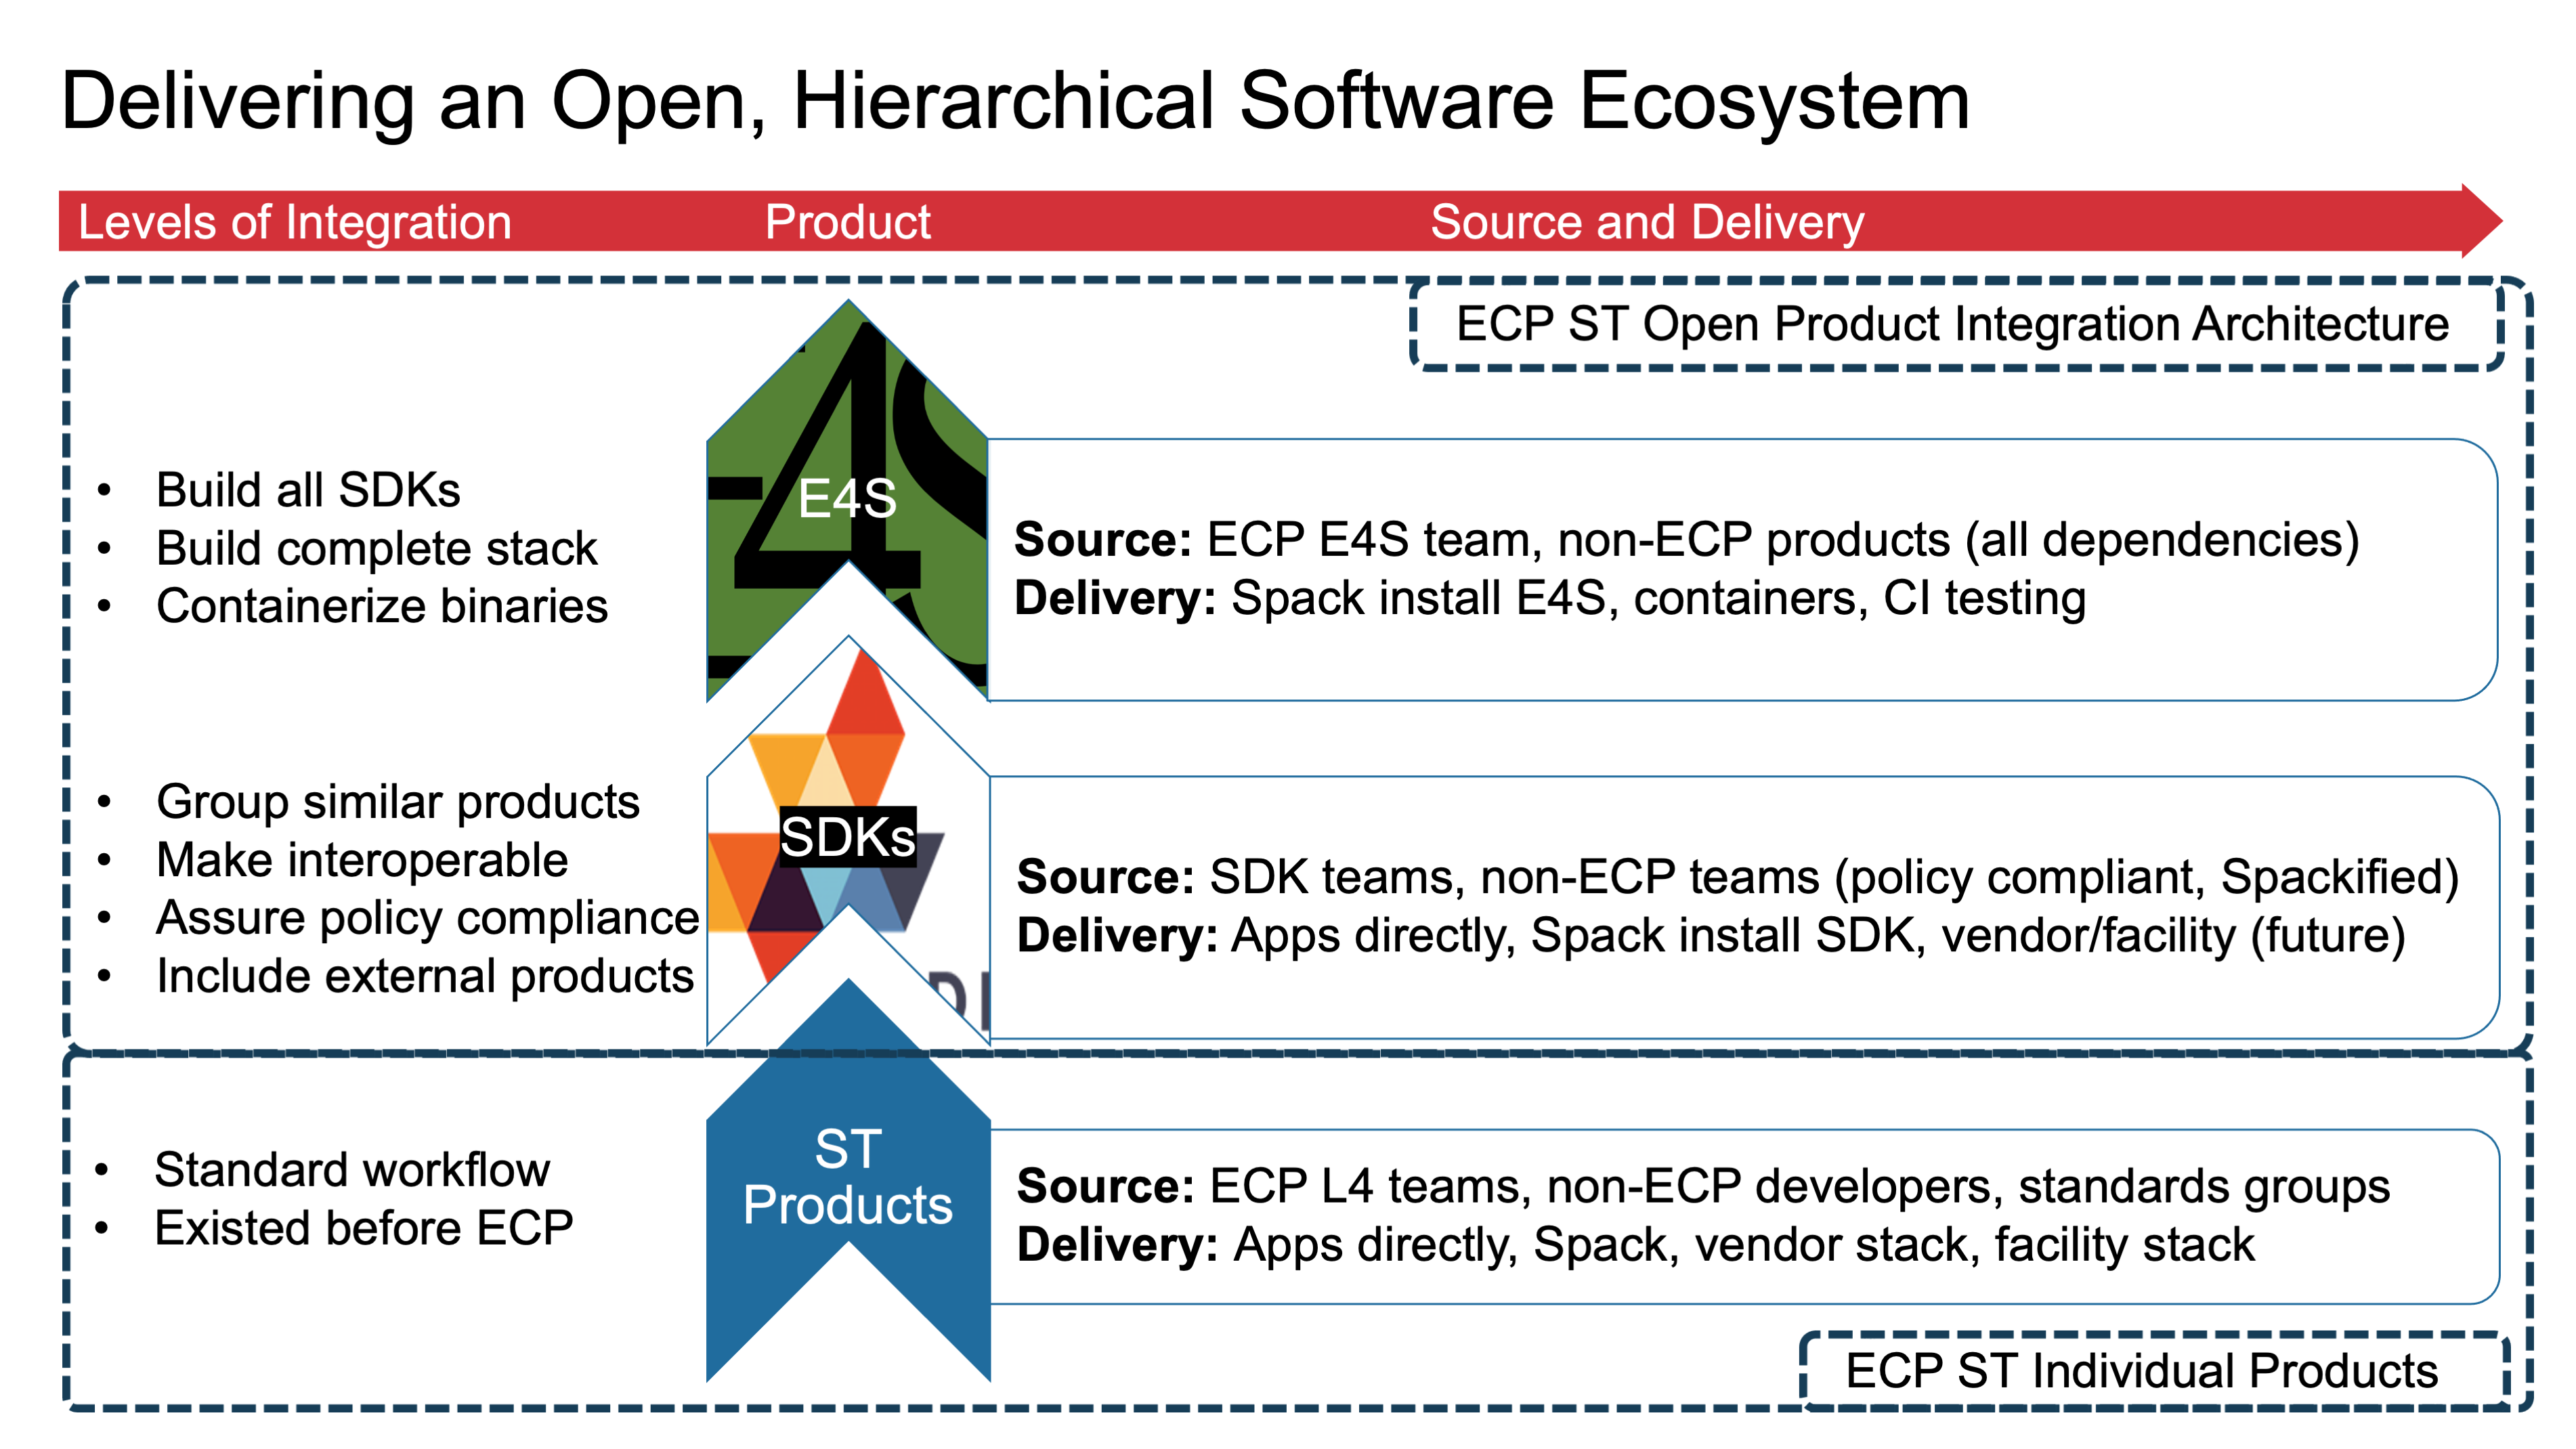 Delivering an Open, Hierarchical Software Ecosystem
Levels of Integration
Product
Source and Delivery
ECP ST Open Product Integration Architecture
• Build all SDKs
• Build complete stack
• Containerize binaries
E4S
Source: ECP E4S team, non-ECP products (all dependencies)
Delivery: Spack install E4S, containers, CI testing
• Group similar products
• Make interoperable
• Assure policy compliance
• Include external products
SDKs
Source: SDK teams, non-ECP teams (policy compliant, Spackified)
Delivery: Apps directly, Spack install SDK, vendor/facility (future)
• Standard workflow
• Existed before ECP
ST
Products
Source: ECP L4 teams, non-ECP developers, standards groups
Delivery: Apps directly, Spack, vendor stack, facility stack
ECP ST Individual Products